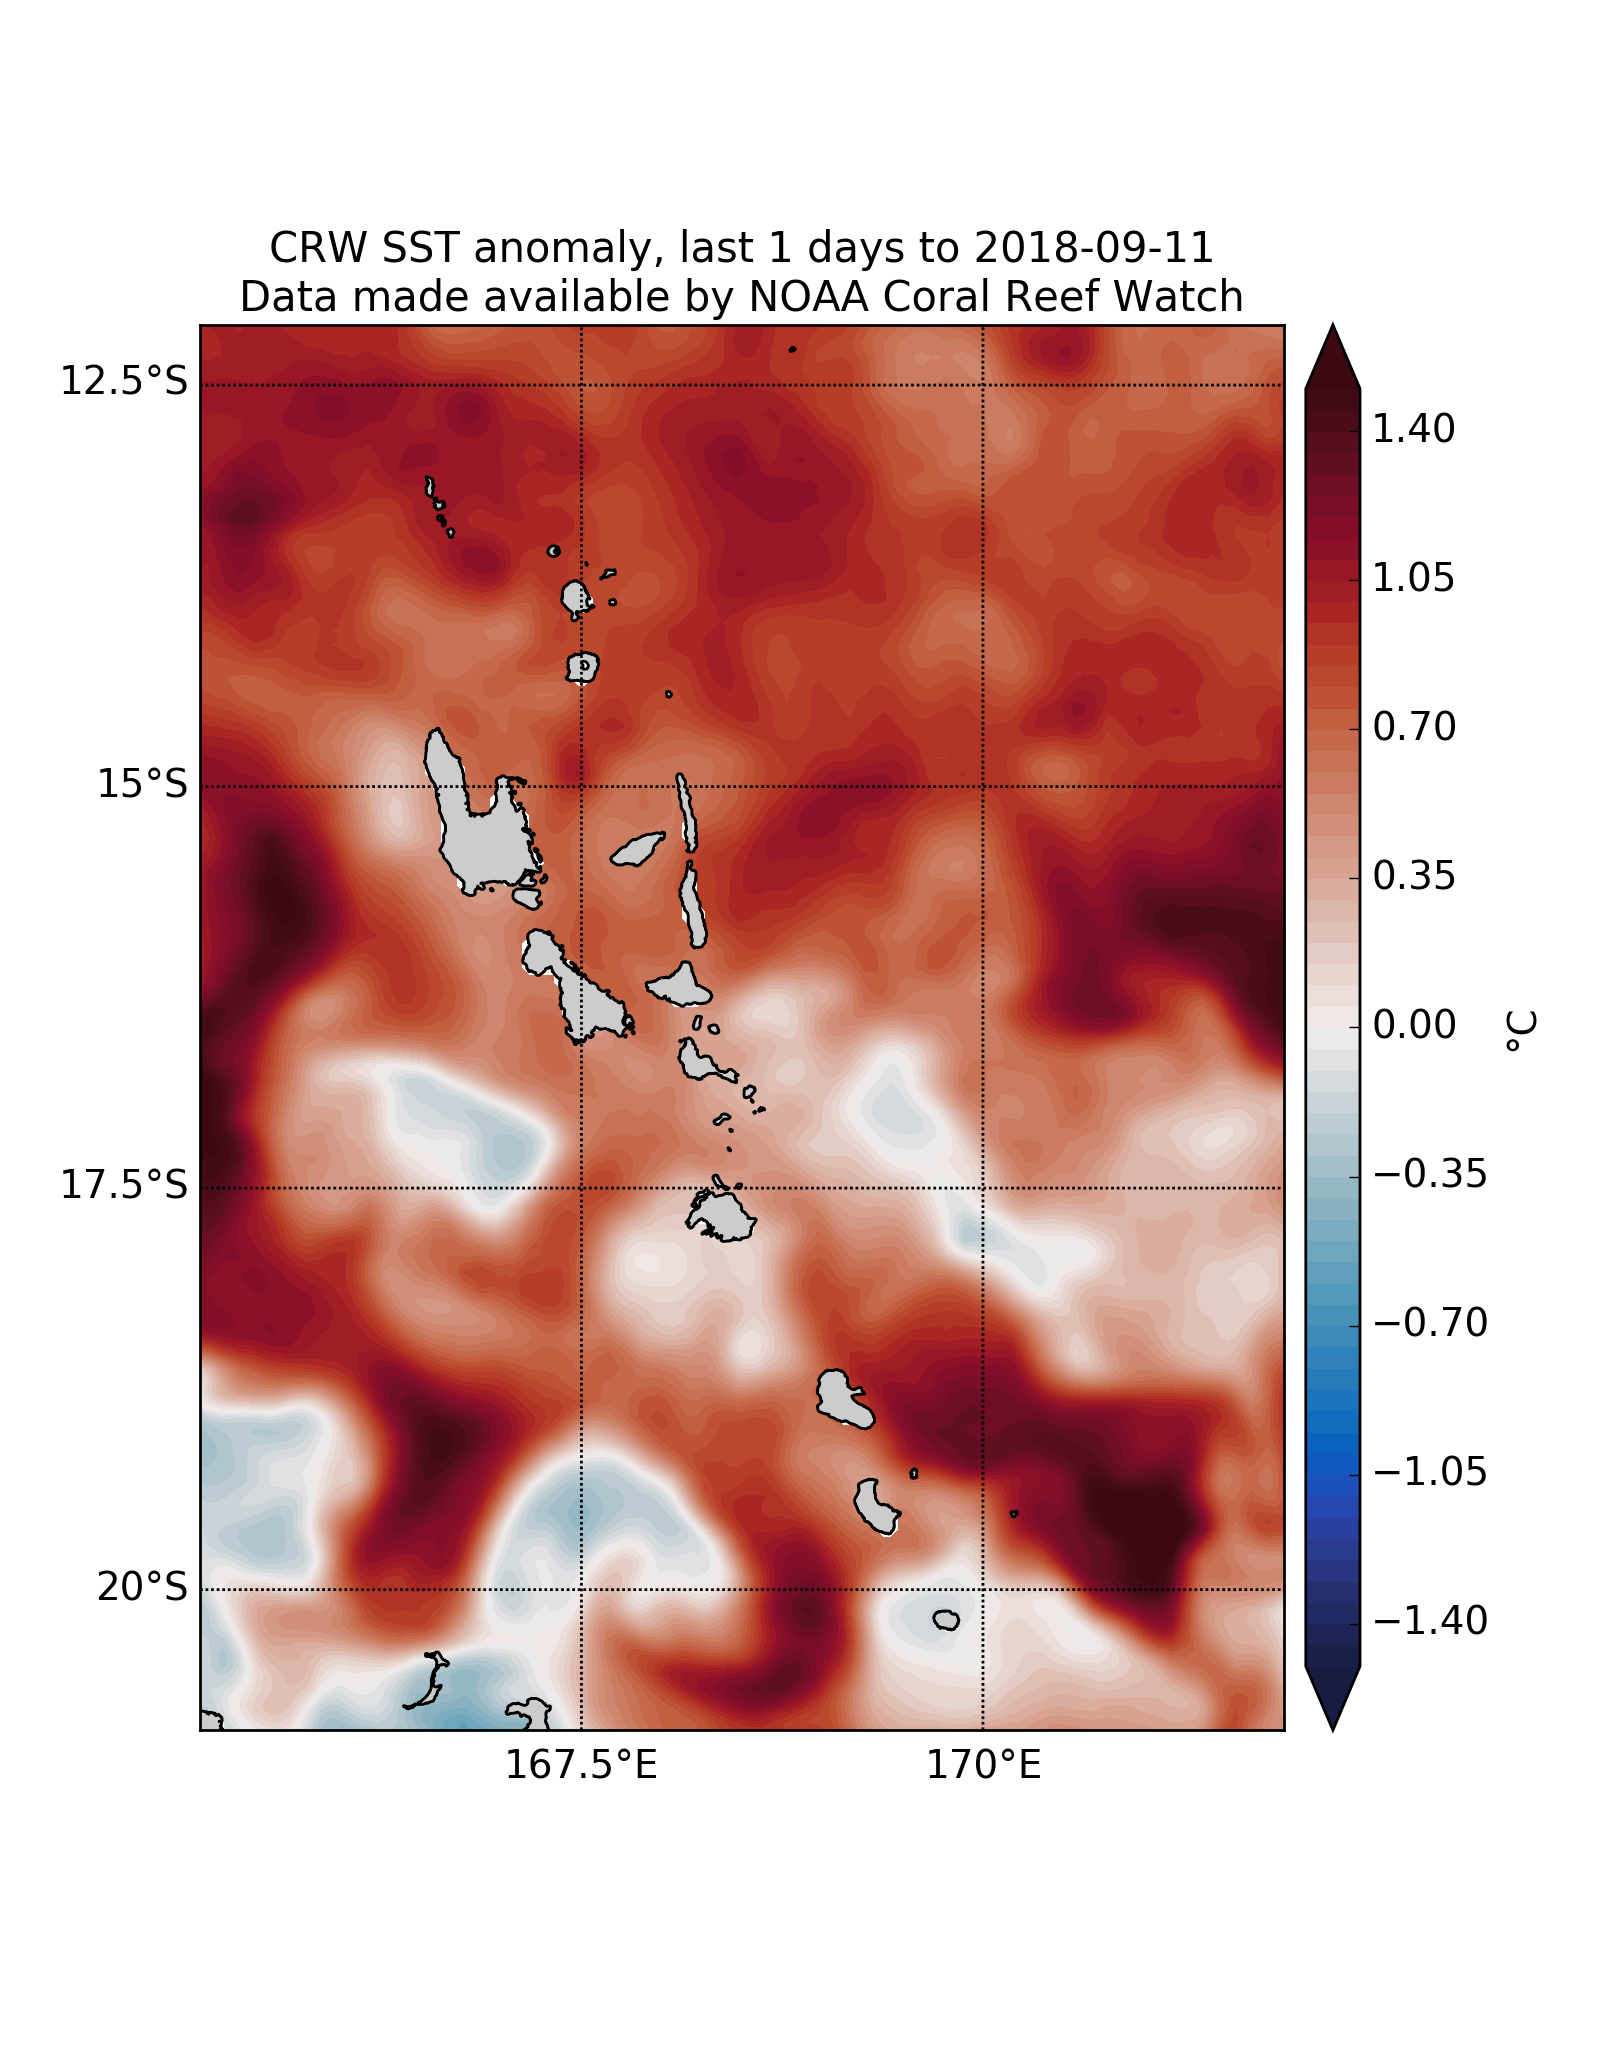 CRW SST anomaly, last 1 days to 2018-09-11
Data made available by NOAA Coral Reef Watch
12.5°S
15°S
17.5°S
20°S
167.5°E
170°E
1.40
1.05
0.70
0.35
0.00
−0.35
−0.70
−1.05
−1.40
°C